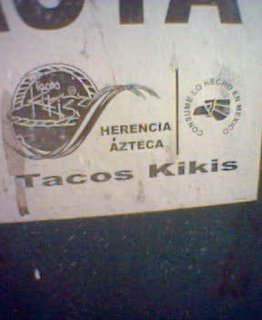 HERENCIA
AZTECA
CONSUME LO HECHO EN MEXICO
Tacos Kikis